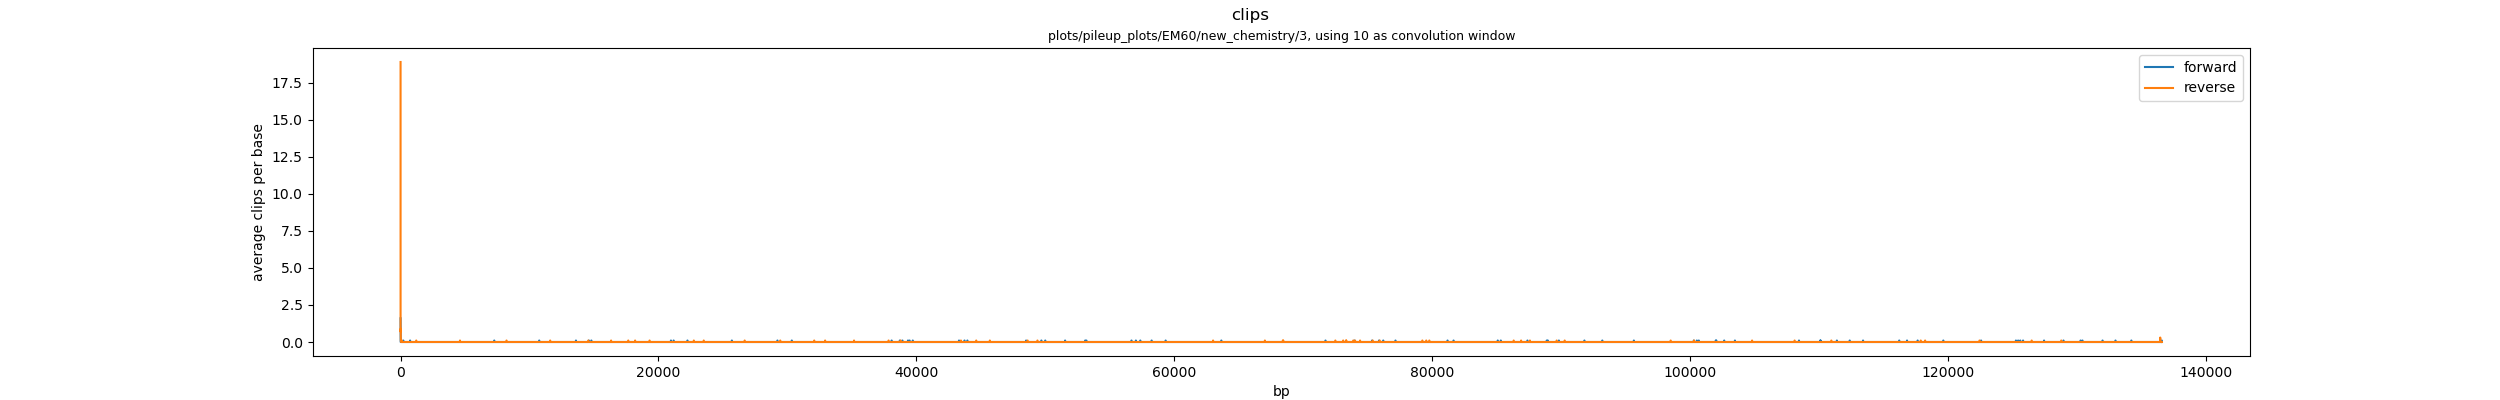 clips
plots/pileup_plots/EM60/new_chemistry/3, using 10 as convolution window
forward
reverse
average clips per base
17.5
15.0
12.5
10.0
7.5
5.0
2.5
0.0
0 20000 40000 60000 80000 100000 120000 140000
bp